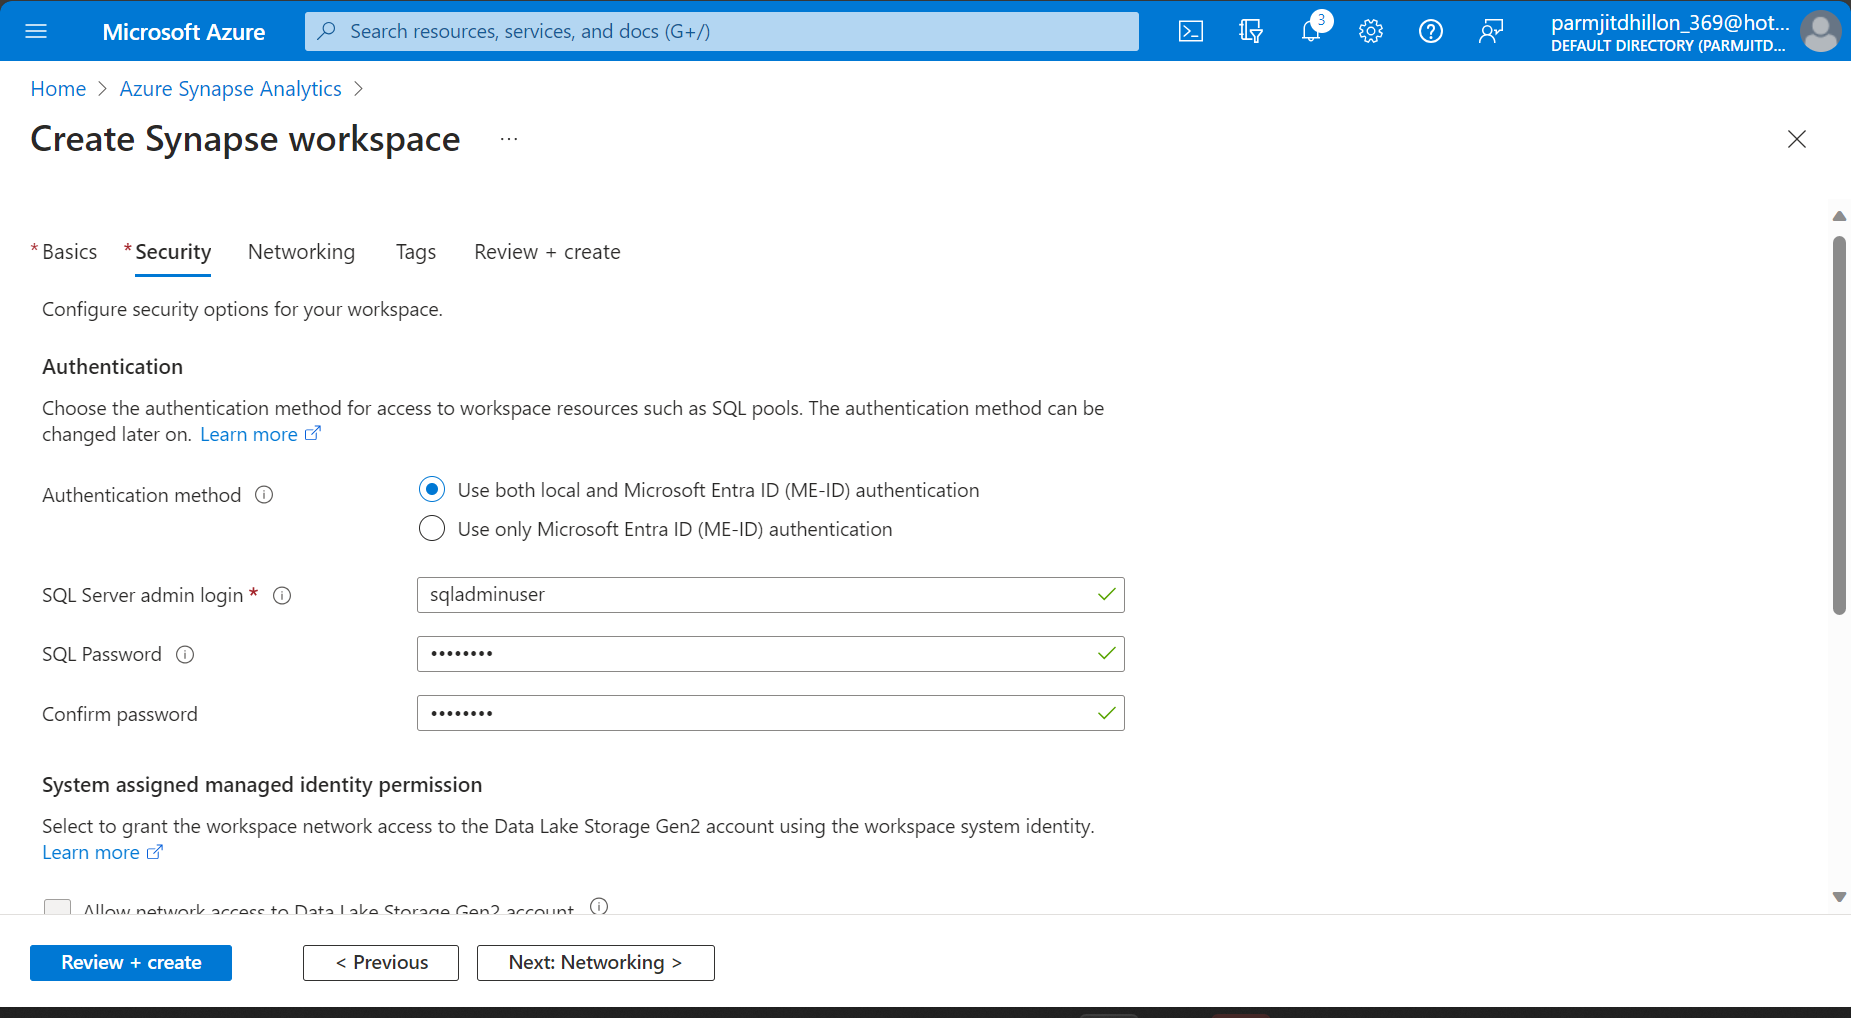 Microsoft Azure
Search resources, services, and docs (G+/)
3
parmjitdhillon_369@hot...
DEFAULT DIRECTORY (PARMJITD...
Home > Azure Synapse Analytics >
Create Synapse workspace ...
* Basics * Security Networking Tags Review + create
Configure security options for your workspace.
Authentication
Choose the authentication method for access to workspace resources such as SQL pools. The authentication method can be
changed later on. Learn more
Authentication method
Use both local and Microsoft Entra ID (ME-ID) authentication
Use only Microsoft Entra ID (ME-ID) authentication
SQL Server admin login *
sqladminuser
SQL Password
••••••••
Confirm password
••••••••
System assigned managed identity permission
Select to grant the workspace network access to the Data Lake Storage Gen2 account using the workspace system identity.
Learn more
Allow network access to Data Lake Storage Gen2 account
Review + create
< Previous
Next: Networking >